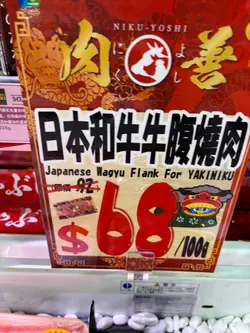 NIKU-YOSHI
肉 善
に く よ し
日本和牛牛腹燒肉
Japanese Wagyu Flank For YAKINIKU
原價 92
$68
/100g